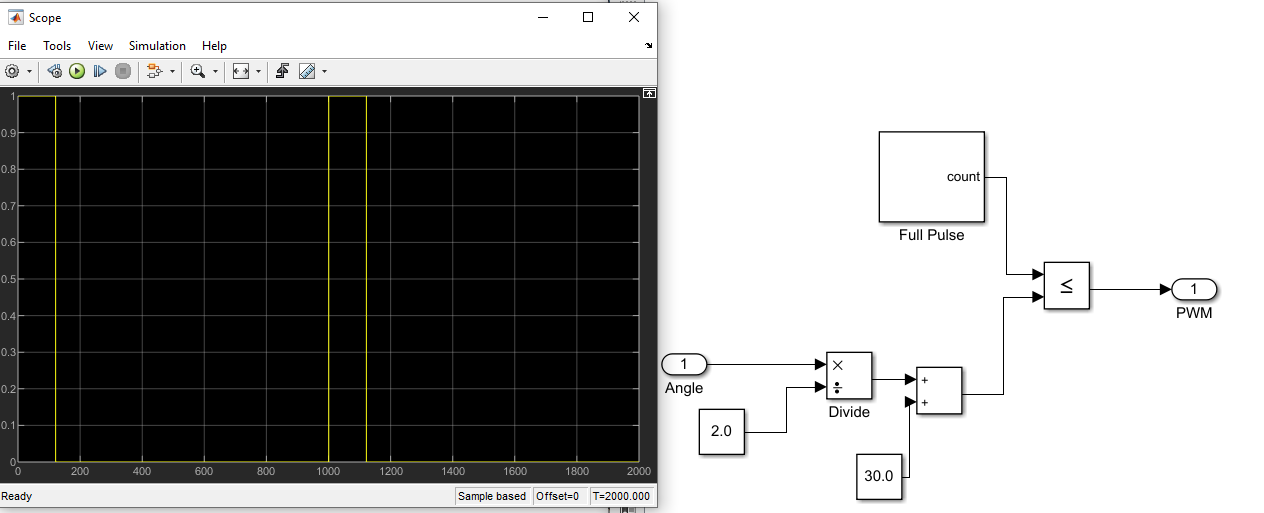 Scope
File Tools View Simulation Help
1
0.9
0.8
0.7
0.6
0.5
0.4
0.3
0.2
0.1
0
0 200 400 600 800 1000 1200 1400 1600 1800 2000
Ready Sample based Offset=0 T=2000.000
count
Full Pulse
≤
1
PWM
1
Angle
×
÷
Divide
2.0
+
+
30.0